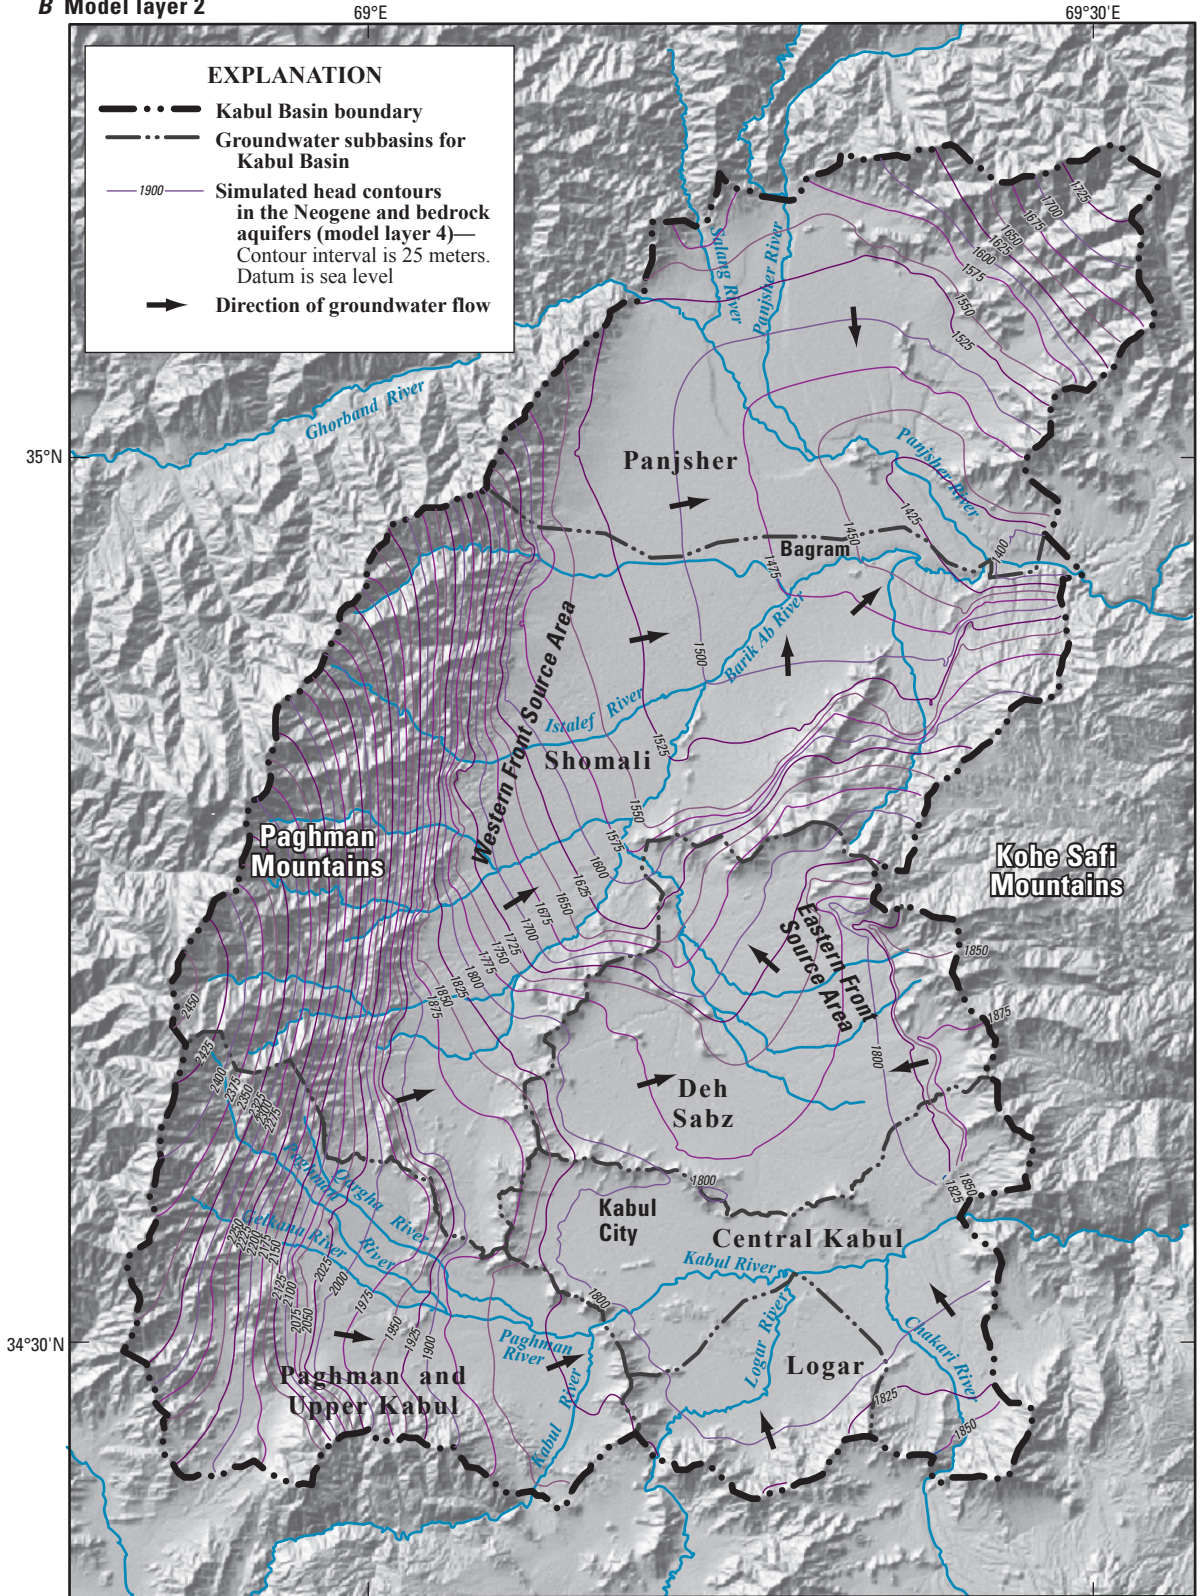 B Model layer 2
69°E
69°30'E
EXPLANATION
Kabul Basin boundary
Groundwater subbasins for
Kabul Basin
1900
Simulated head contours
in the Neogene and bedrock
aquifers (model layer 4)—
Contour interval is 25 meters.
Datum is sea level
Direction of groundwater flow
1725
1700
1675
1650
1625
1600
1575
1550
1525
Salang River
Panjsher River
Ghorband River
35°N
Panjsher
Panjsher River
1425
1450
1400
Bagram
1475
Western Front Source Area
1500
Barik Ab River
Istalef River
1525
Shomali
1550
1575
Paghman
Mountains
Kohe Safi
Mountains
1600
1625
1650
1675
1700
1725
1750
1775
1800
1825
1850
1875
Eastern Front
Source Area
1850
1875
1800
2450
2425
2400
2375
2350
2325
2300
2275
Deh
Sabz
1800
1850
1825
Paghman River
Qargha River
Gelkana River
Kabul
City
Central Kabul
Kabul River
2250
2225
2200
2175
2150
2125
2100
2075
2050
2025
2000
1975
1950
1925
1900
1800
34°30'N
Paghman
River
Logar River
Logar
Chakari River
Paghman and
Upper Kabul
Kabul River
1825
1850